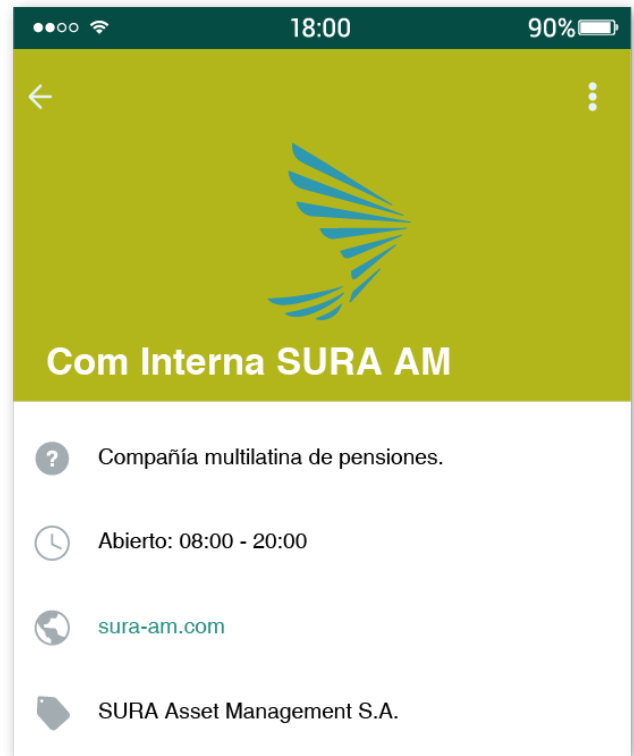 18:00
90%
Com Interna SURA AM
?
Compañía multilatina de pensiones.
Abierto: 08:00 - 20:00
sura-am.com
SURA Asset Management S.A.